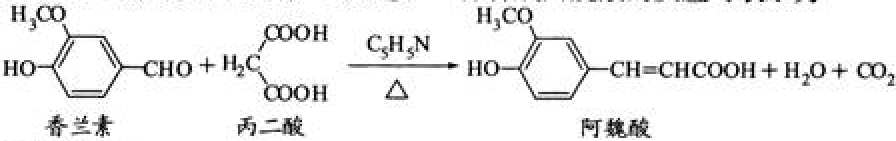 H₃CO H₃CO
HO CHO + H₂C COOH COOH C₅H₅N △ HO CH=CHCOOH + H₂O + CO₂
香兰素 丙二酸 阿魏酸